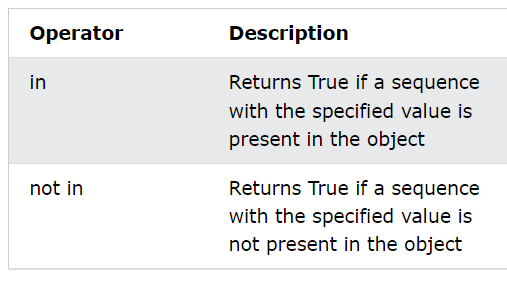 Operator Description
in Returns True if a sequence
with the specified value is
present in the object
not in Returns True if a sequence
with the specified value is
not present in the object